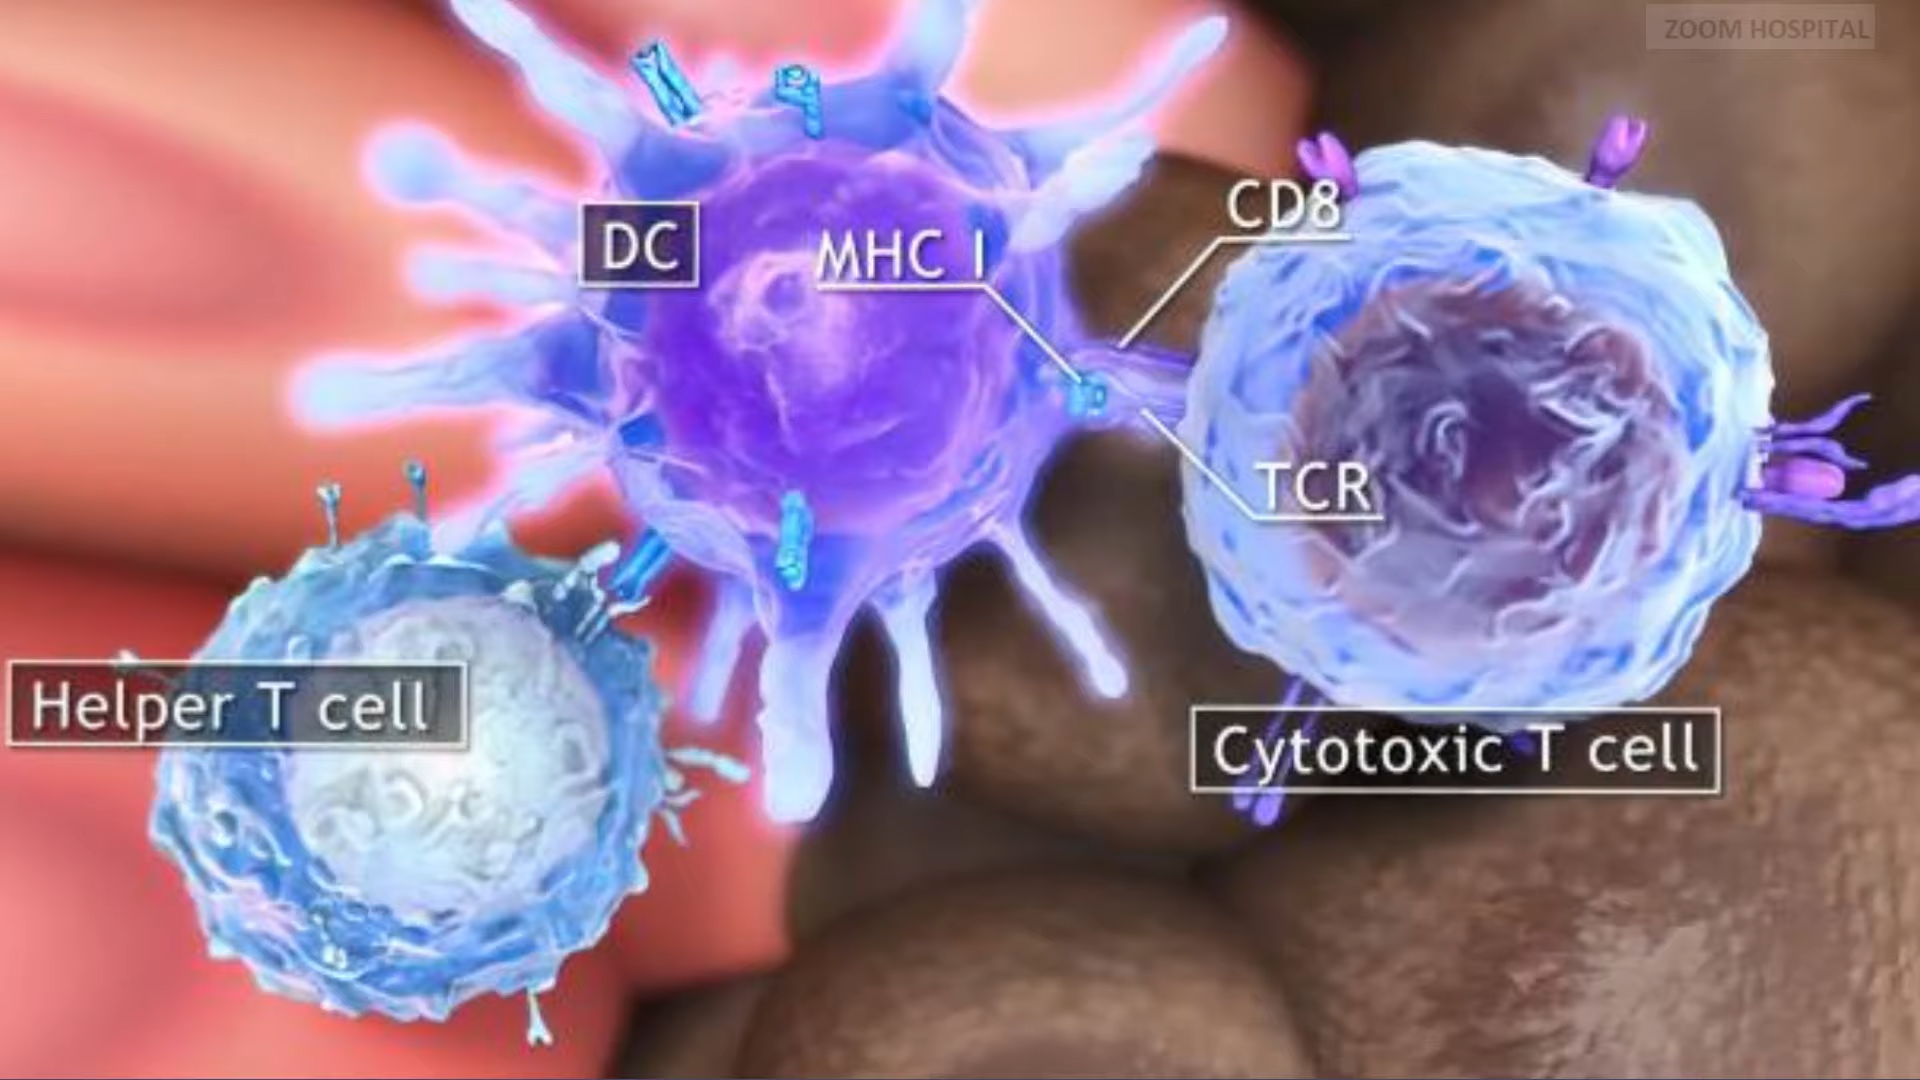 ZOOM HOSPITAL
CD8
DC
MHC I
TCR
Helper T cell
Cytotoxic T cell